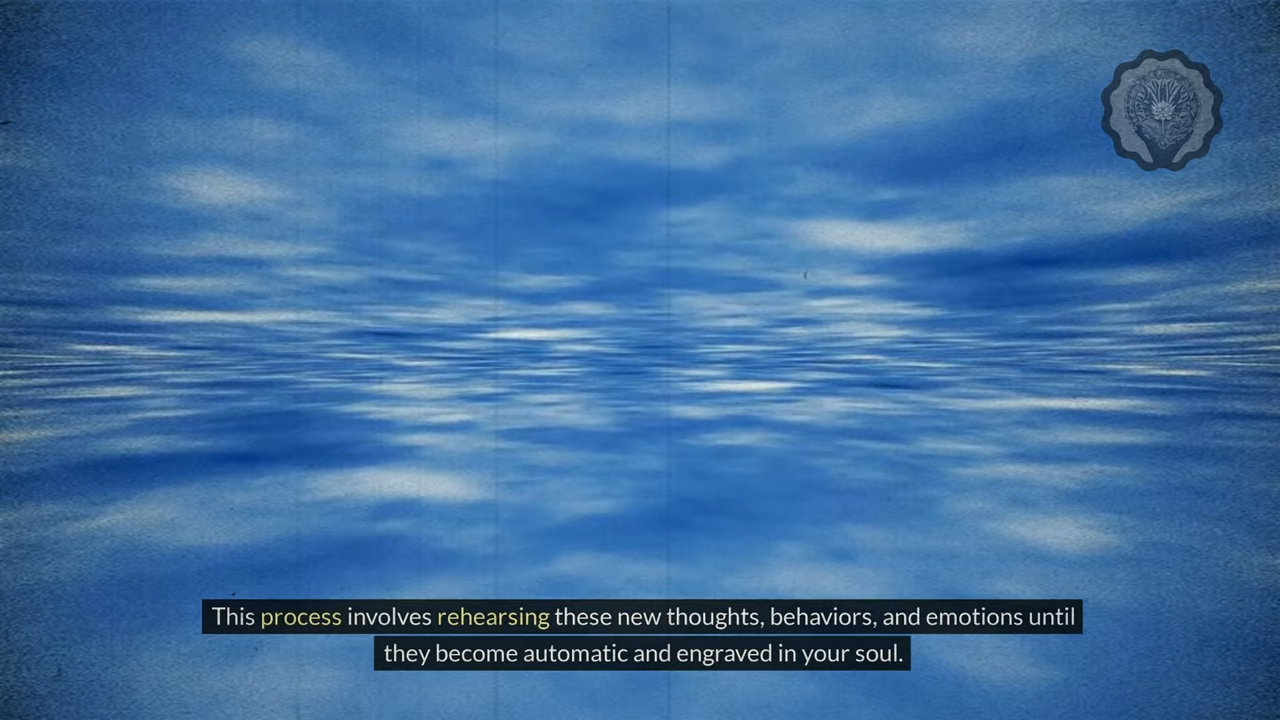 This process involves rehearsing these new thoughts, behaviors, and emotions until
they become automatic and engraved in your soul.